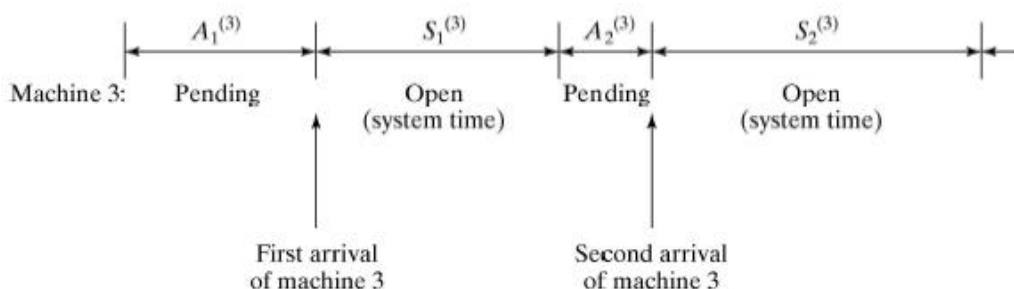 A₁⁽³⁾ S₁⁽³⁾ A₂⁽³⁾ S₂⁽³⁾
Machine 3: Pending Open Pending Open
(system time) (system time)
First arrival Second arrival
of machine 3 of machine 3